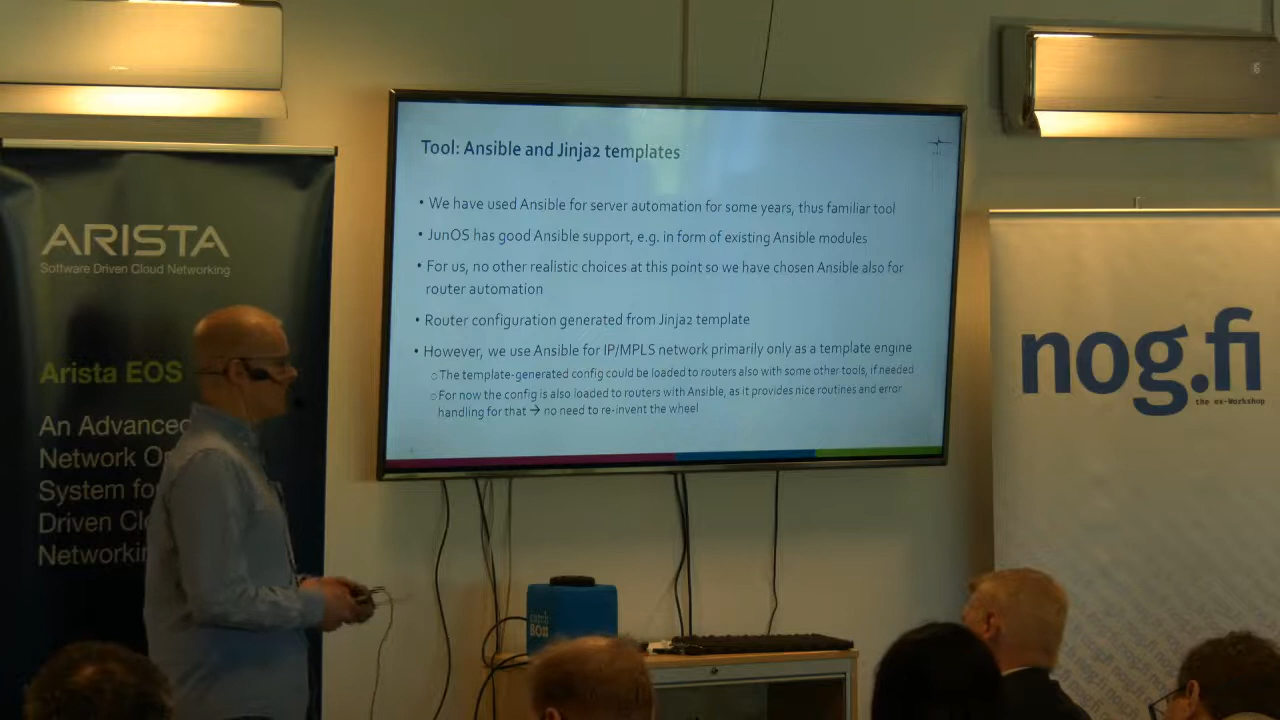 ARISTA
Software Driven Cloud Networking
Arista EOS
An Advanced
Network Op
System fo
Driven Clo
Networkin
Tool: Ansible and Jinja2 templates
• We have used Ansible for server automation for some years, thus familiar tool
• JunOS has good Ansible support, e.g. in form of existing Ansible modules
• For us, no other realistic choices at this point so we have chosen Ansible also for
router automation
• Router configuration generated from Jinja2 template
• However, we use Ansible for IP/MPLS network primarily only as a template engine
○ The template-generated config could be loaded to routers also with some other tools, if needed
○ For now the config is also loaded to routers with Ansible, as it provides nice routines and error
handling for that → no need to re-invent the wheel
catch
BOX
nog.fi
the ex-Workshop